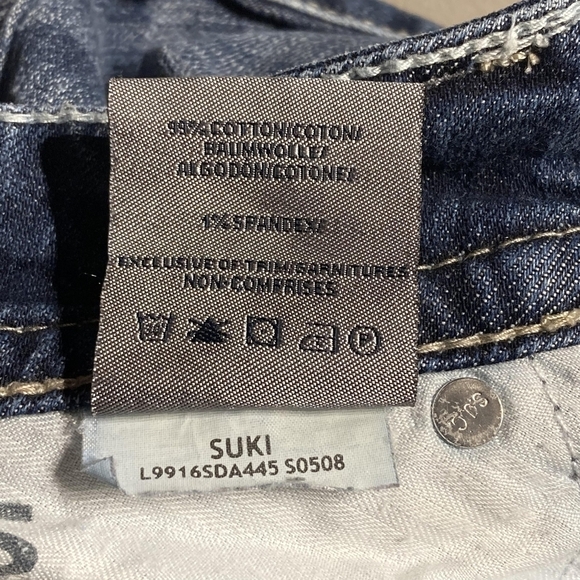 99% COTTON/COTON/
BAUMWOLLE/
ALGODON/COTONE/
1% SPANDEX/
EXCLUSIVE OF TRIM/GARNITURES
NON-COMPRISES
P
SUKI
L9916SDA445 S0508